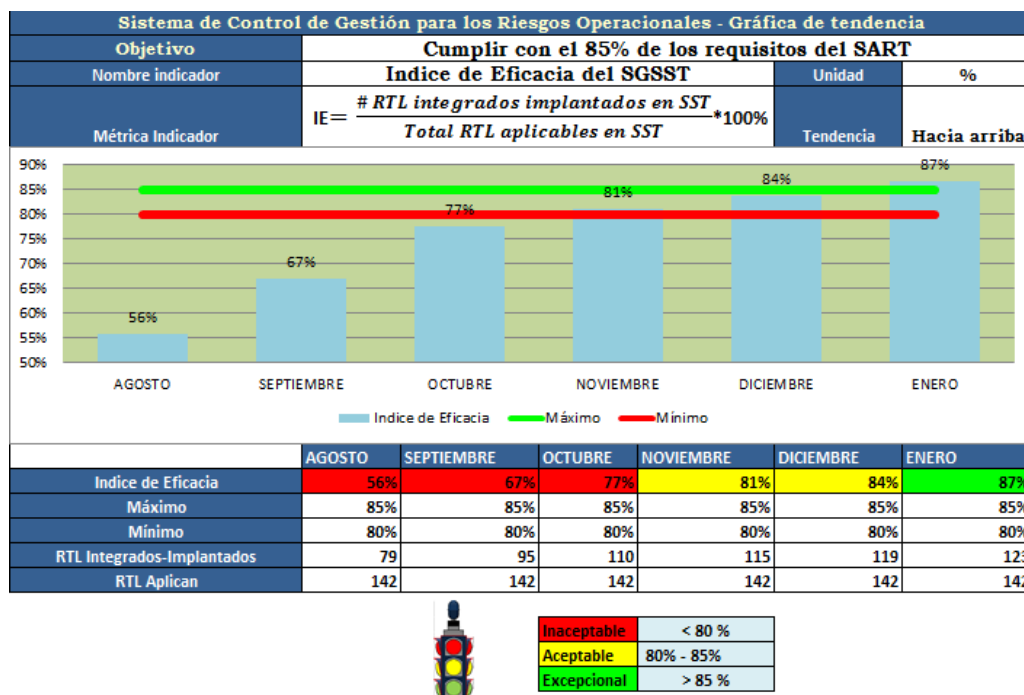 Sistema de Control de Gestión para los Riesgos Operacionales - Gráfica de tendencia
Objetivo Cumplir con el 85% de los requisitos del SART
Nombre indicador Indice de Eficacia del SGSST Unidad %
Métrica Indicador IE= # RTL integrados implantados en SST / Total RTL aplicables en SST *100% Tendencia Hacia arriba
90%
85%
80%
75%
70%
65%
60%
55%
50%
56%
67%
77%
81%
84%
87%
AGOSTO SEPTIEMBRE OCTUBRE NOVIEMBRE DICIEMBRE ENERO
Indice de Eficacia Máximo Mínimo
AGOSTO SEPTIEMBRE OCTUBRE NOVIEMBRE DICIEMBRE ENERO
Indice de Eficacia 56% 67% 77% 81% 84% 87%
Máximo 85% 85% 85% 85% 85% 85%
Mínimo 80% 80% 80% 80% 80% 80%
RTL Integrados-Implantados 79 95 110 115 119 123
RTL Aplican 142 142 142 142 142 142
Inaceptable < 80 %
Aceptable 80% - 85%
Excepcional > 85 %